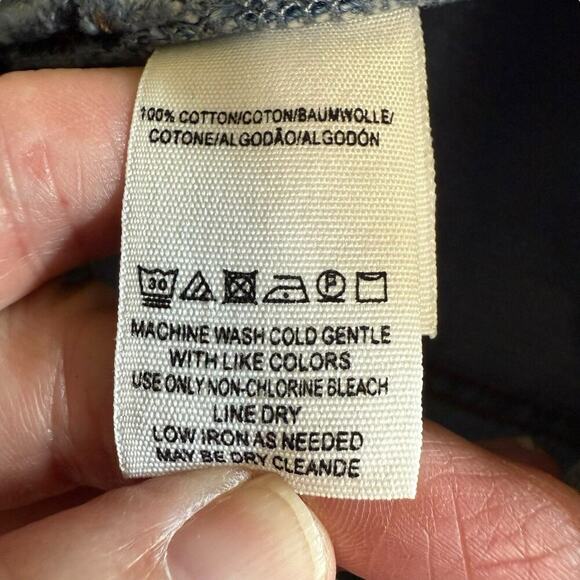 100% COTTON/COTON/BAUMWOLLE/
COTONE/ALGODÃO/ALGODÓN
30 P
MACHINE WASH COLD GENTLE
WITH LIKE COLORS
USE ONLY NON-CHLORINE BLEACH
LINE DRY
LOW IRON AS NEEDED
MAY BE DRY CLEANDE